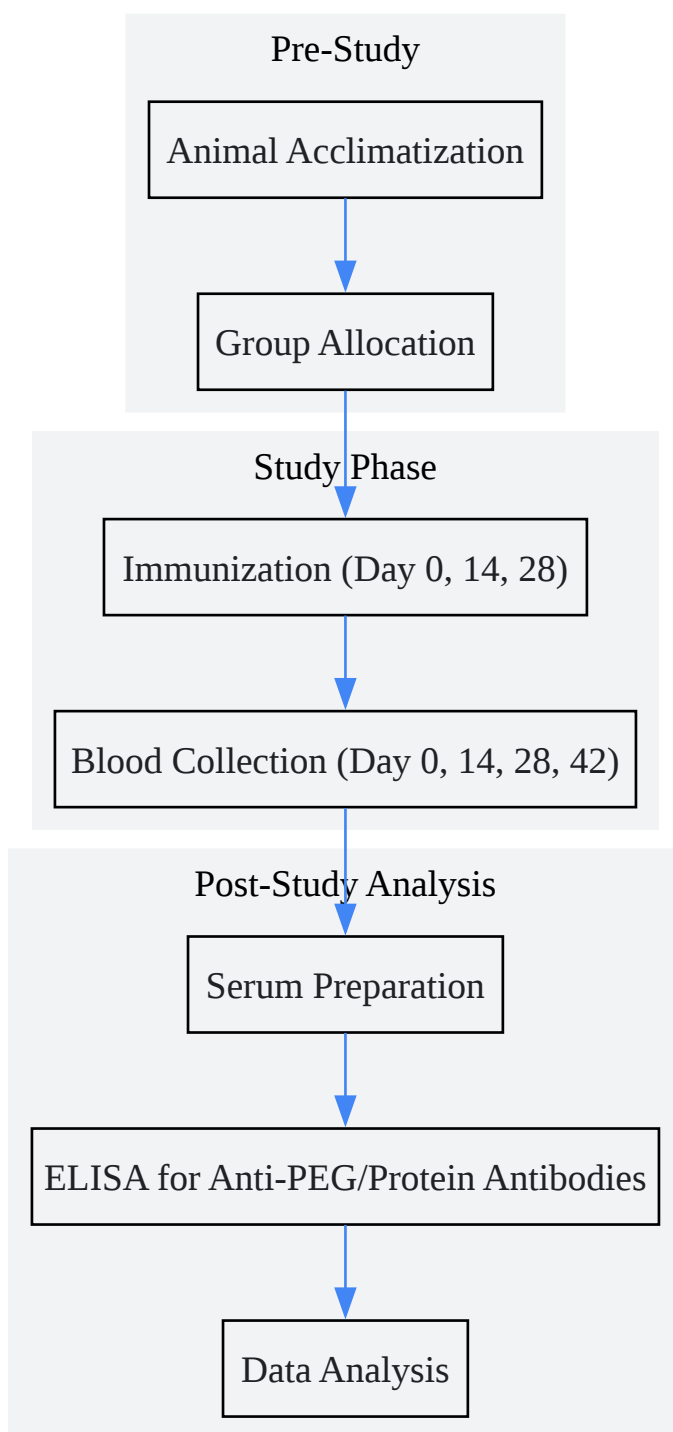 Pre-Study
Animal Acclimatization
Group Allocation
Study Phase
Immunization (Day 0, 14, 28)
Blood Collection (Day 0, 14, 28, 42)
Post-Study Analysis
Serum Preparation
ELISA for Anti-PEG/Protein Antibodies
Data Analysis